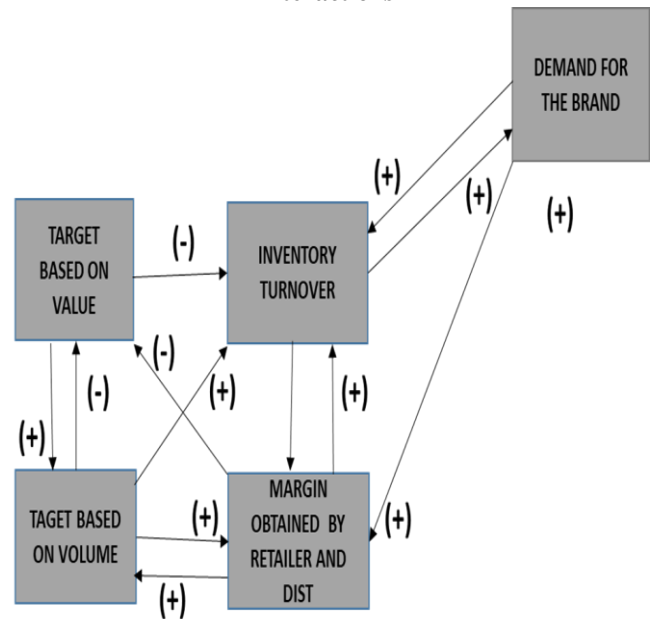 DEMAND FOR
THE BRAND
(+)
(+)
(+)
TARGET
BASED ON
VALUE
(-)
INVENTORY
TURNOVER
(-)
(-)
(+)
(+)
(+)
TAGET BASED
ON VOLUME
(+)
MARGIN
OBTAINED BY
RETAILER AND
DIST
(+)
(+)